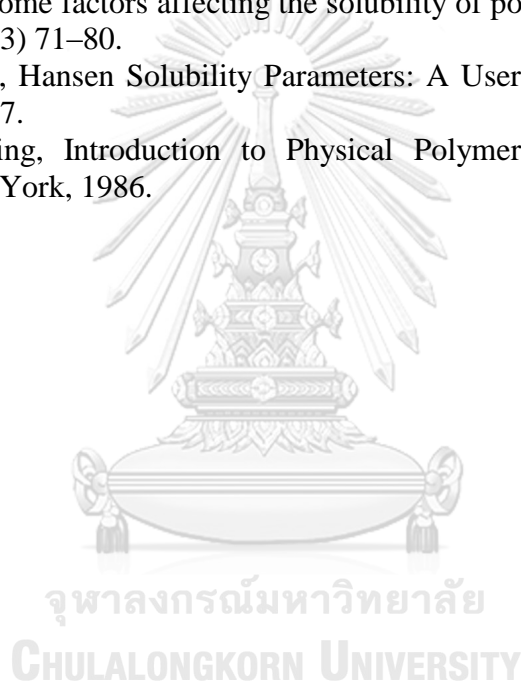 ome factors affecting the solubility of po
3) 71–80.
, Hansen Solubility Parameters: A User
7.
ing, Introduction to Physical Polymer
York, 1986.
จุฬาลงกรณ์มหาวิทยาลัย
CHULALONGKORN UNIVERSITY